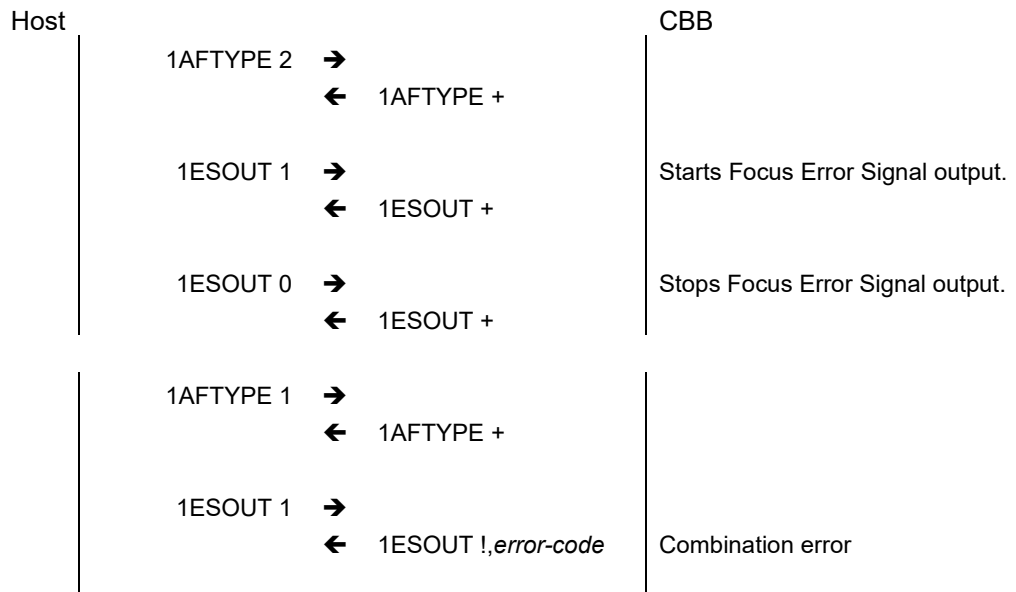 Host CBB
1AFTYPE 2 ➔
🡸 1AFTYPE +
1ESOUT 1 ➔ Starts Focus Error Signal output.
🡸 1ESOUT +
1ESOUT 0 ➔ Stops Focus Error Signal output.
🡸 1ESOUT +
1AFTYPE 1 ➔
🡸 1AFTYPE +
1ESOUT 1 ➔
🡸 1ESOUT !,error-code Combination error